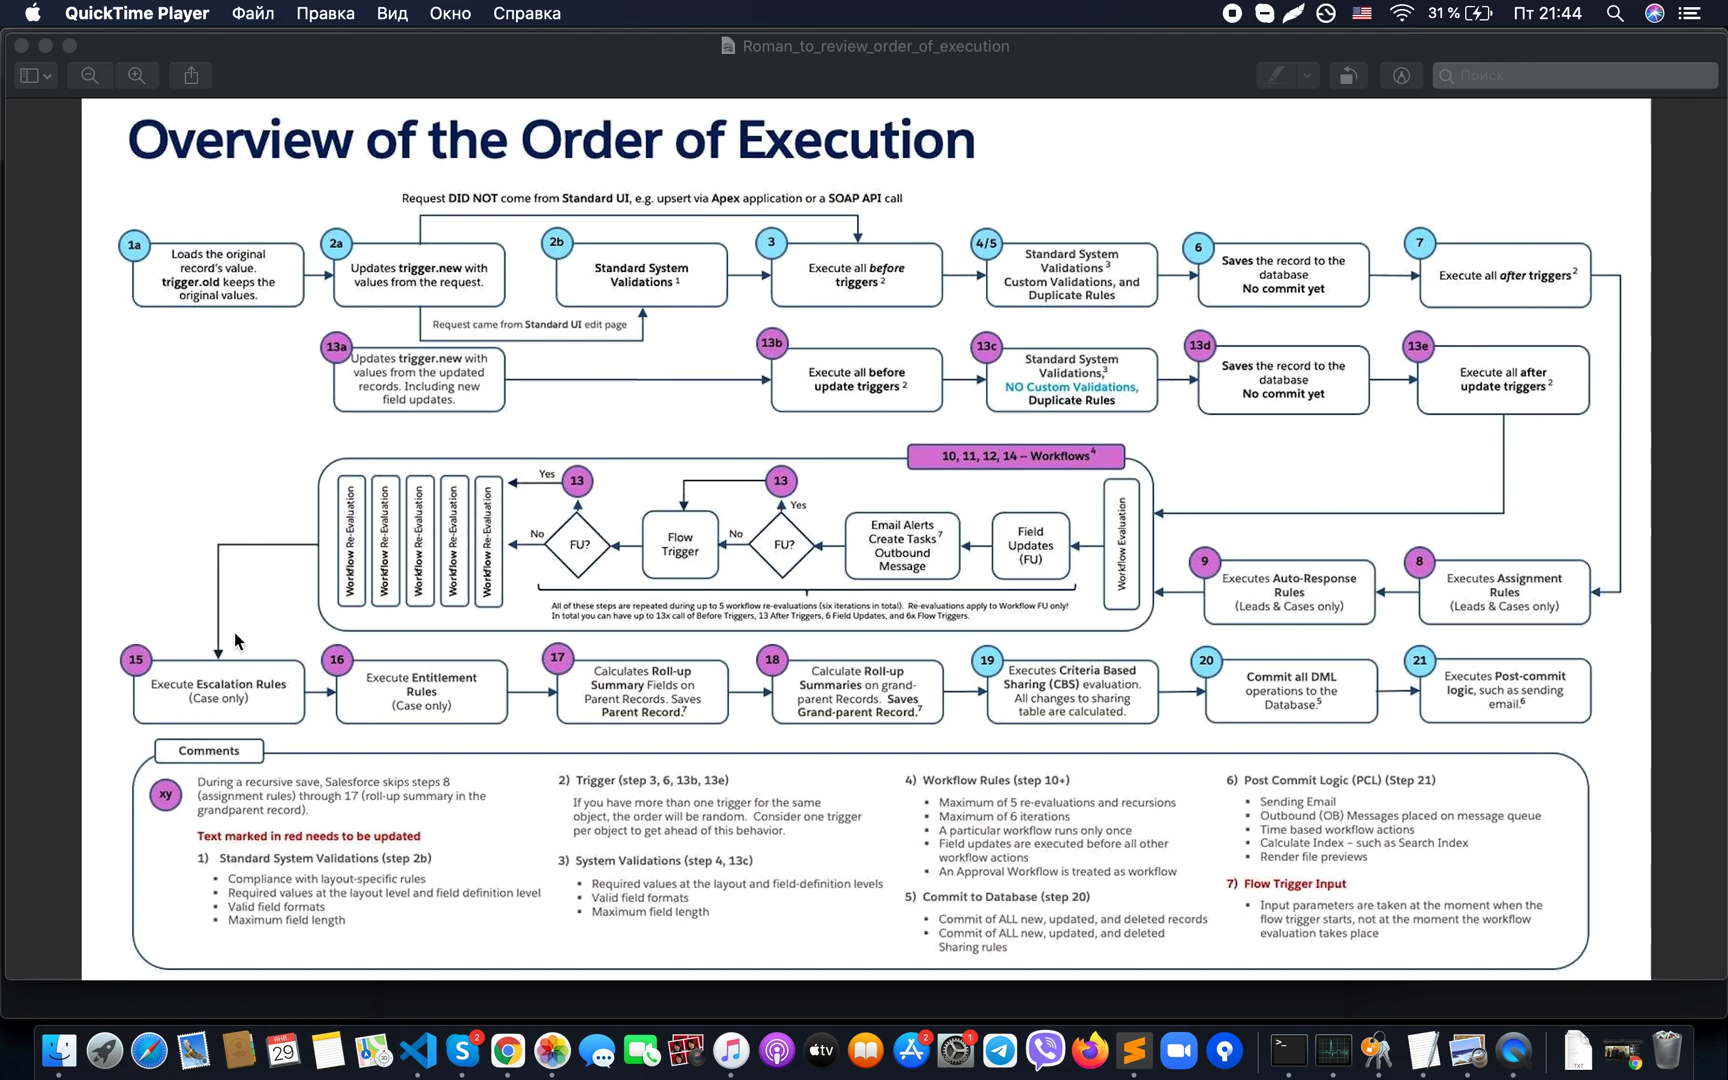 QuickTime Player Файл Правка Вид Окно Справка 31 % Пт 21:44
Roman_to_review_order_of_execution
Поиск
Overview of the Order of Execution
Request DID NOT come from Standard UI, e.g. upsert via Apex application or a SOAP API call
1a
Loads the original
record's value.
trigger.old keeps the
original values.
2a
Updates trigger.new with
values from the request.
2b
Standard System
Validations 1
3
Execute all before
triggers 2
4/5
Standard System
Validations 3
Custom Validations, and
Duplicate Rules
6
Saves the record to the
database
No commit yet
7
Execute all after triggers 2
Request came from Standard UI edit page
13a
Updates trigger.new with
values from the updated
records. Including new
field updates.
13b
Execute all before
update triggers 2
13c
Standard System
Validations,3
NO Custom Validations,
Duplicate Rules
13d
Saves the record to the
database
No commit yet
13e
Execute all after
update triggers 2
10, 11, 12, 14 – Workflows 4
Workflow Re-Evaluation
Workflow Re-Evaluation
Workflow Re-Evaluation
Workflow Re-Evaluation
Workflow Re-Evaluation
Yes
13
No
FU?
Flow
Trigger
13
Yes
No
FU?
Email Alerts
Create Tasks 7
Outbound
Message
Field
Updates
(FU)
Workflow Evaluation
All of these steps are repeated during up to 5 workflow re-evaluations (six iterations in total). Re-evaluations apply to Workflow FU only!
In total you can have up to 13x call of Before Triggers, 13 After Triggers, 6 Field Updates, and 6x Flow Triggers.
9
Executes Auto-Response
Rules
(Leads & Cases only)
8
Executes Assignment
Rules
(Leads & Cases only)
15
Execute Escalation Rules
(Case only)
16
Execute Entitlement
Rules
(Case only)
17
Calculates Roll-up
Summary Fields on
Parent Records. Saves
Parent Record.7
18
Calculate Roll-up
Summaries on grand-
parent Records. Saves
Grand-parent Record.7
19
Executes Criteria Based
Sharing (CBS) evaluation.
All changes to sharing
table are calculated.
20
Commit all DML
operations to the
Database.5
21
Executes Post-commit
logic, such as sending
email.6
Comments
xy
During a recursive save, Salesforce skips steps 8
(assignment rules) through 17 (roll-up summary in the
grandparent record).
Text marked in red needs to be updated
1) Standard System Validations (step 2b)
▪ Compliance with layout-specific rules
▪ Required values at the layout level and field definition level
▪ Valid field formats
▪ Maximum field length
2) Trigger (step 3, 6, 13b, 13e)
If you have more than one trigger for the same
object, the order will be random. Consider one trigger
per object to get ahead of this behavior.
3) System Validations (step 4, 13c)
▪ Required values at the layout and field-definition levels
▪ Valid field formats
▪ Maximum field length
4) Workflow Rules (step 10+)
▪ Maximum of 5 re-evaluations and recursions
▪ Maximum of 6 iterations
▪ A particular workflow runs only once
▪ Field updates are executed before all other
workflow actions
▪ An Approval Workflow is treated as workflow
5) Commit to Database (step 20)
▪ Commit of ALL new, updated, and deleted records
▪ Commit of ALL new, updated, and deleted
Sharing rules
6) Post Commit Logic (PCL) (Step 21)
▪ Sending Email
▪ Outbound (OB) Messages placed on message queue
▪ Time based workflow actions
▪ Calculate Index – such as Search Index
▪ Render file previews
7) Flow Trigger Input
▪ Input parameters are taken at the moment when the
flow trigger starts, not at the moment the workflow
evaluation takes place
29
2
tv
2
1
TXT